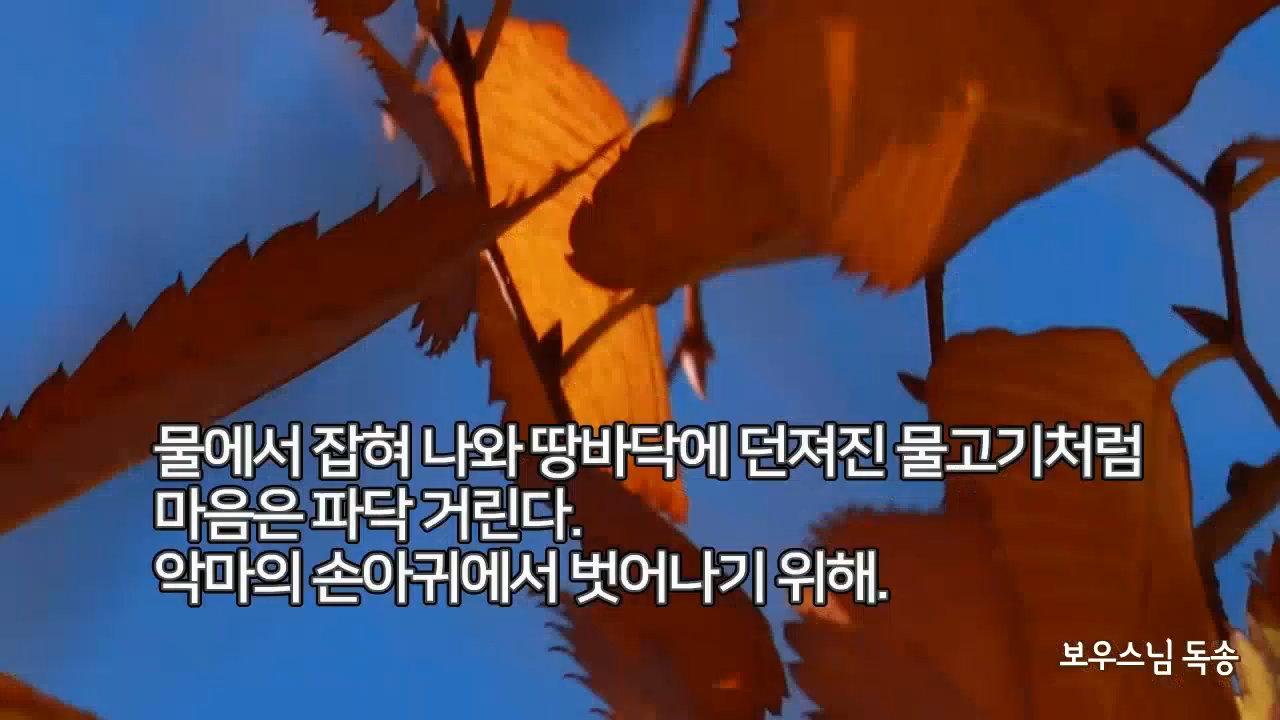 물에서 잡혀 나와 땅바닥에 던져진 물고기처럼
마음은 파닥 거린다.
악마의 손아귀에서 벗어나기 위해.
보우스님 독송